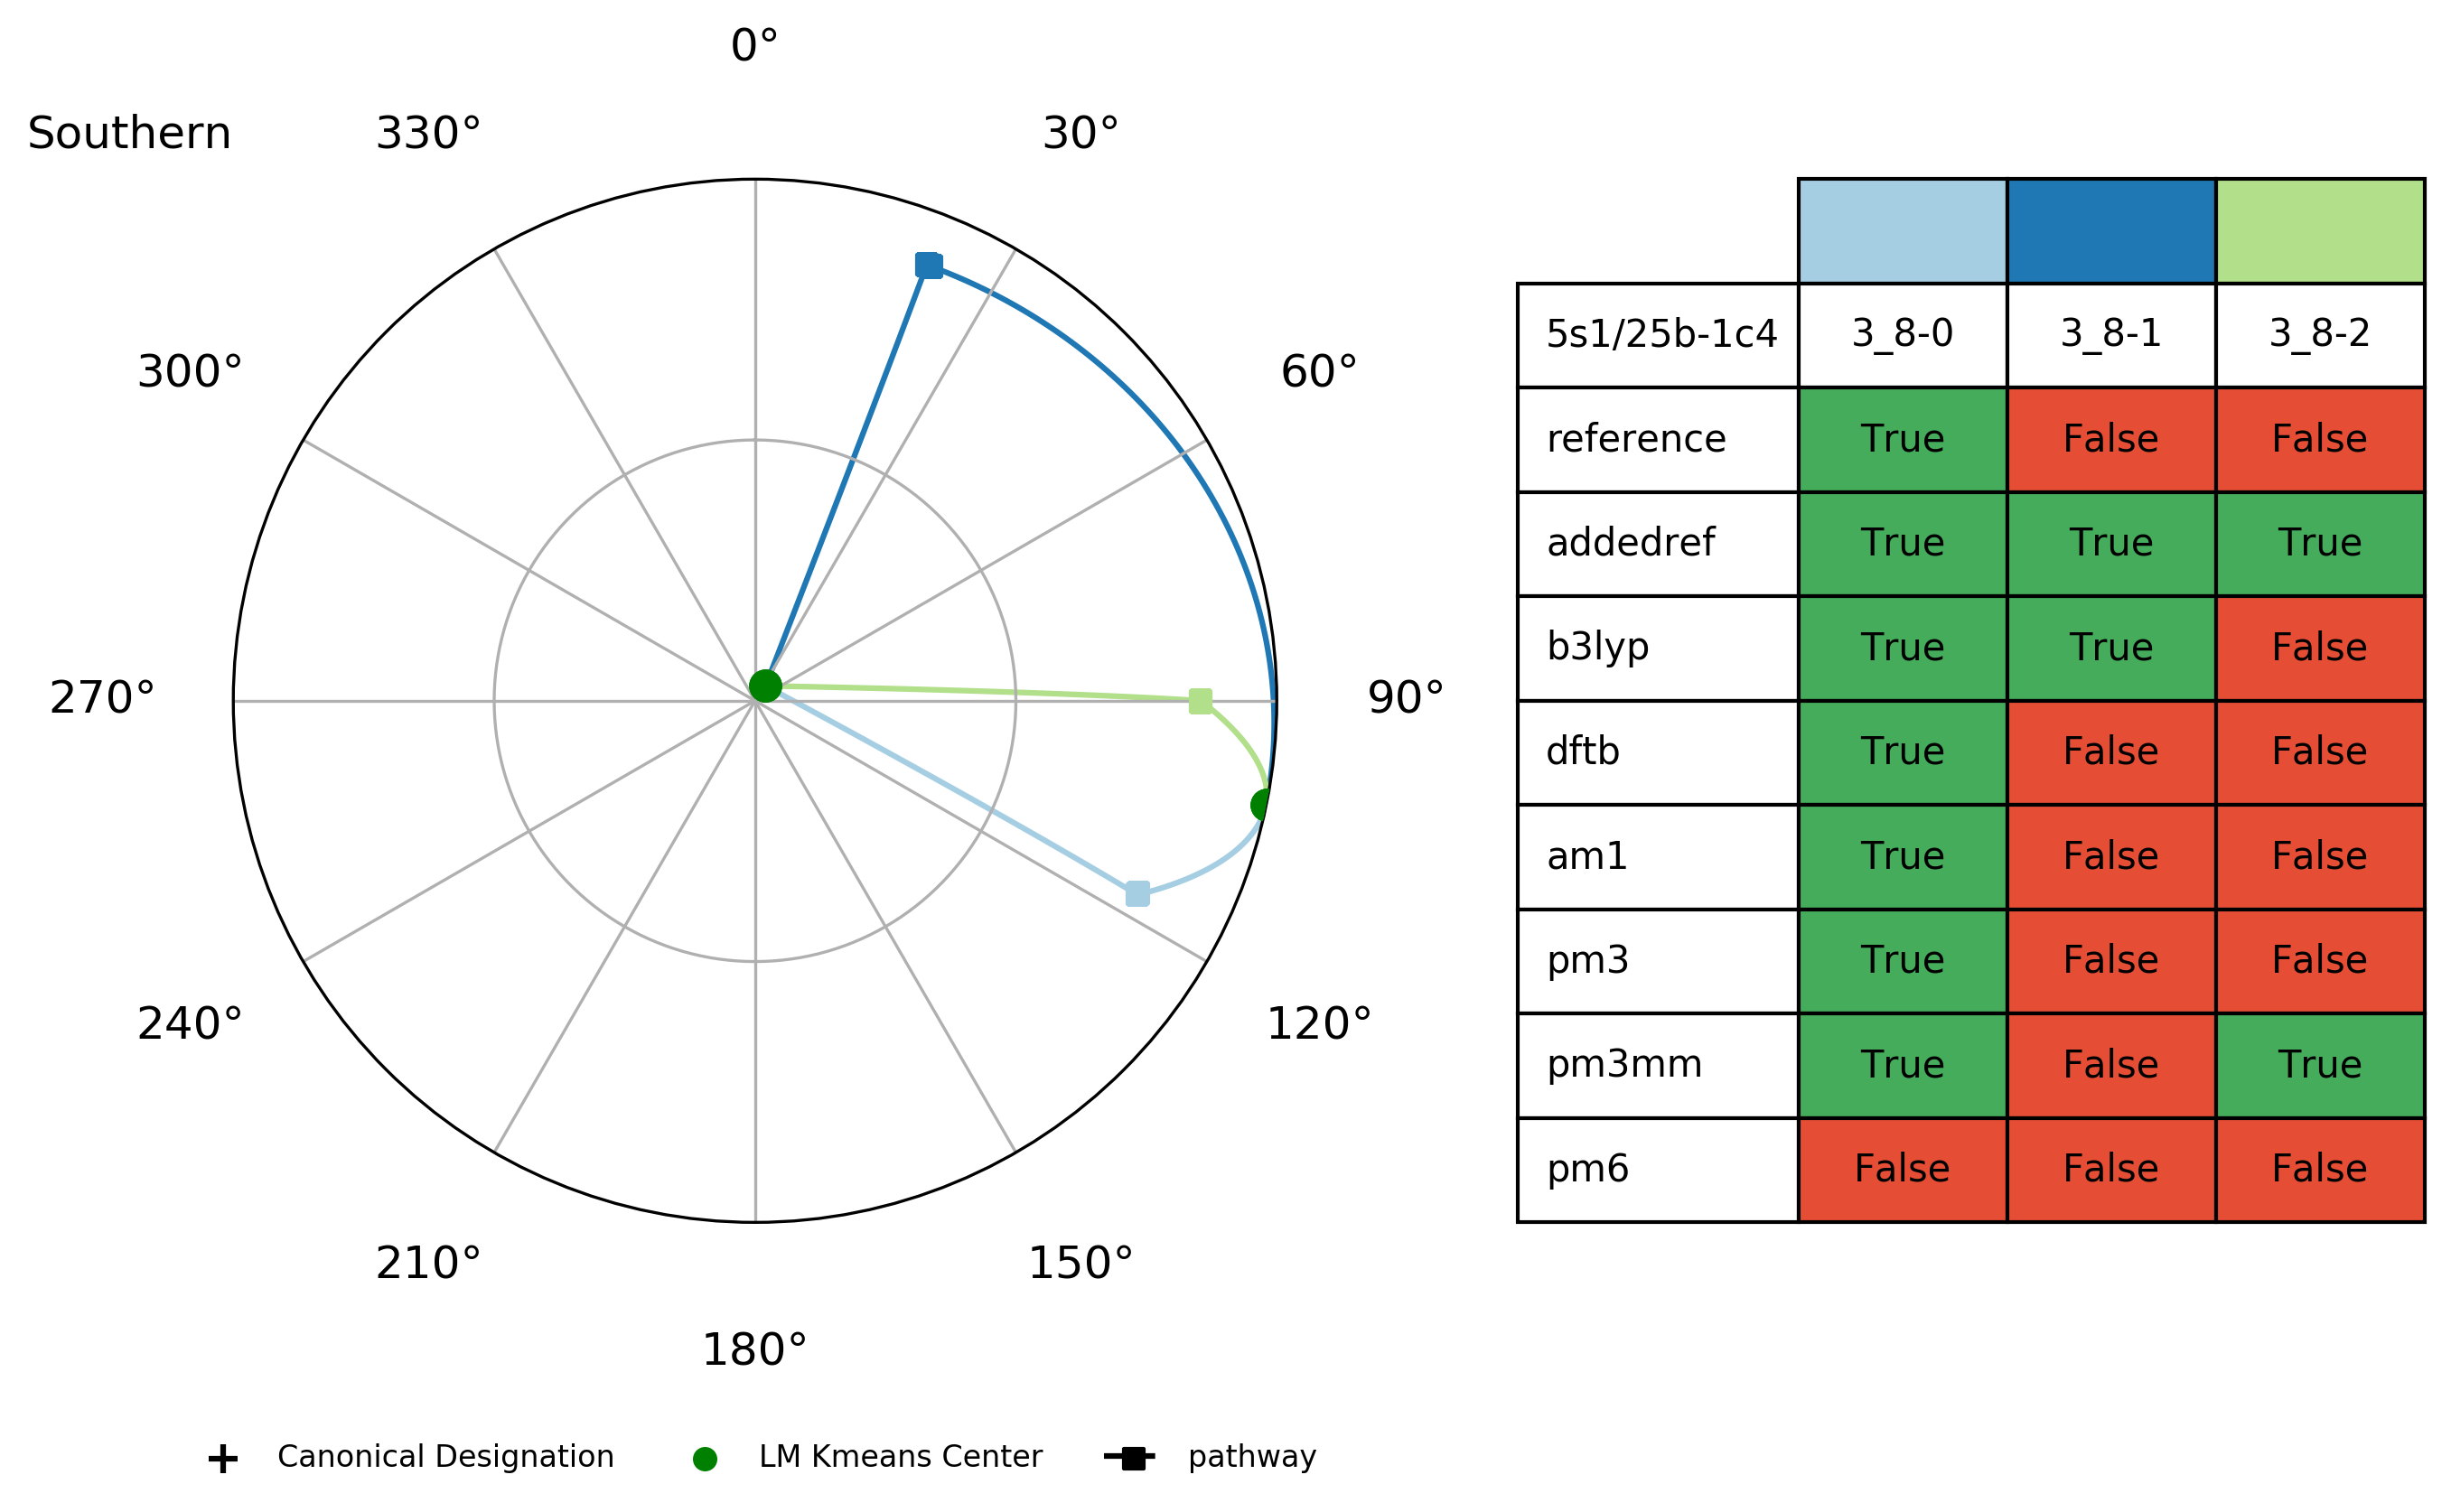 0°
Southern
330°
30°
300°
60°
270°
90°
240°
120°
210°
150°
180°
5s1/25b-1c4 3_8-0 3_8-1 3_8-2
reference True False False
addedref True True True
b3lyp True True False
dftb True False False
am1 True False False
pm3 True False False
pm3mm True False True
pm6 False False False
Canonical Designation LM Kmeans Center pathway